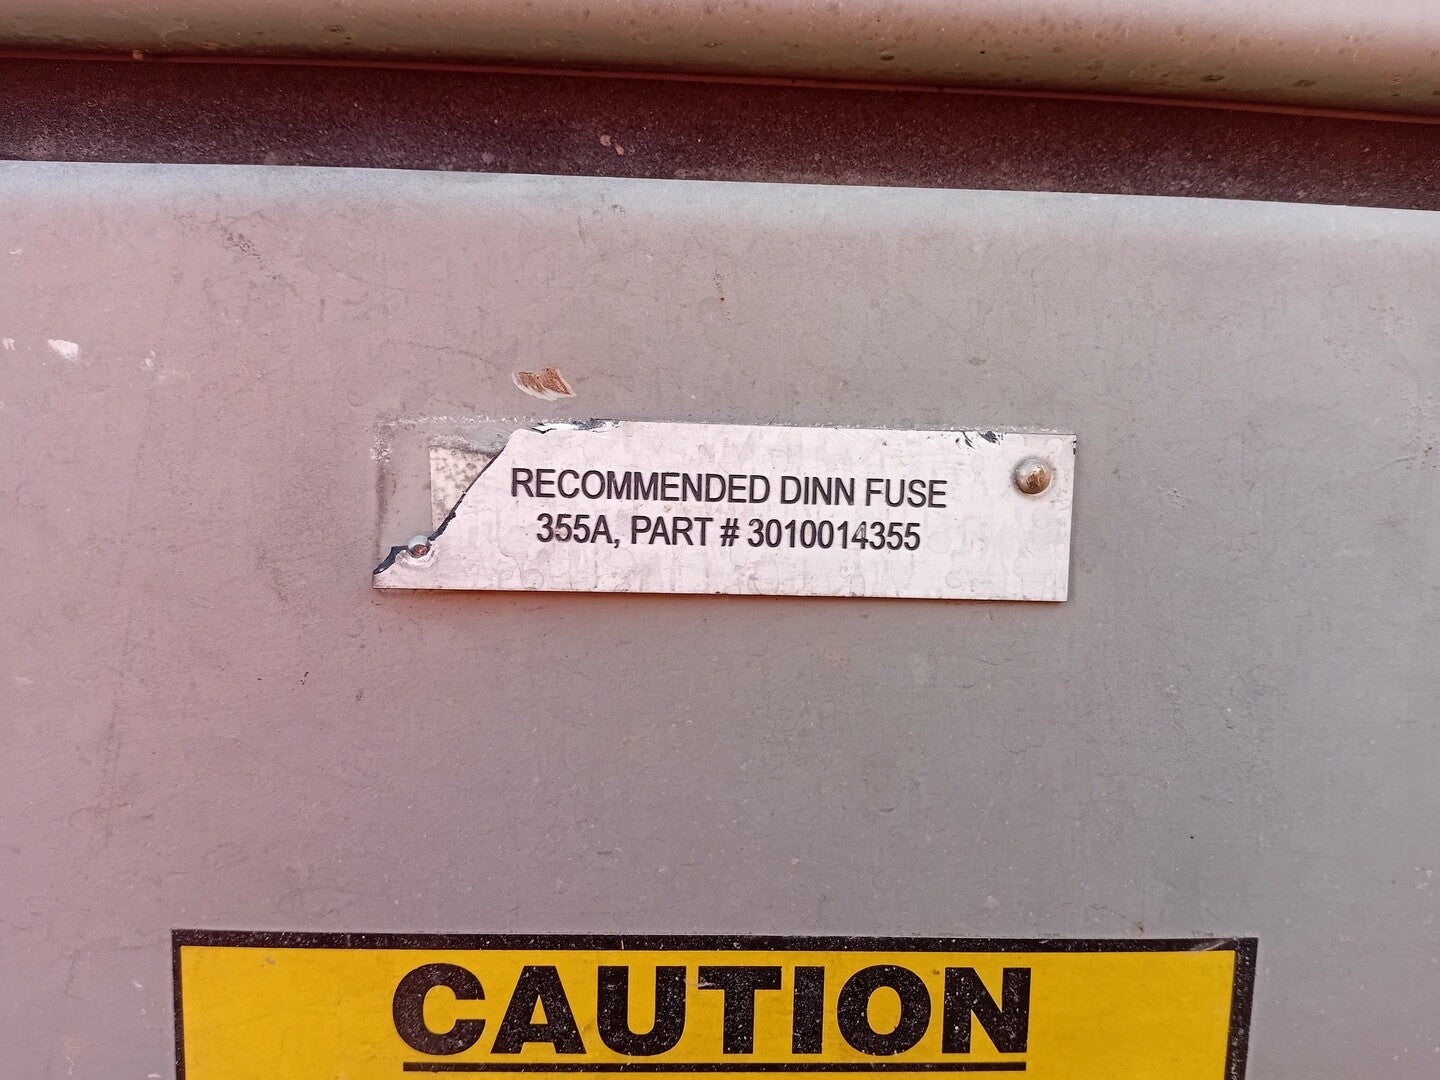 RECOMMENDED DINN FUSE
355A, PART # 3010014355
CAUTION